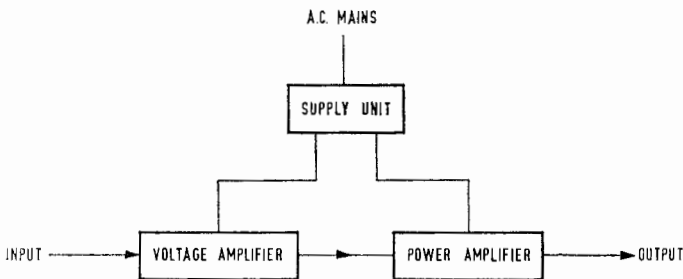 A.C. MAINS
SUPPLY UNIT
INPUT
VOLTAGE AMPLIFIER
POWER AMPLIFIER
OUTPUT